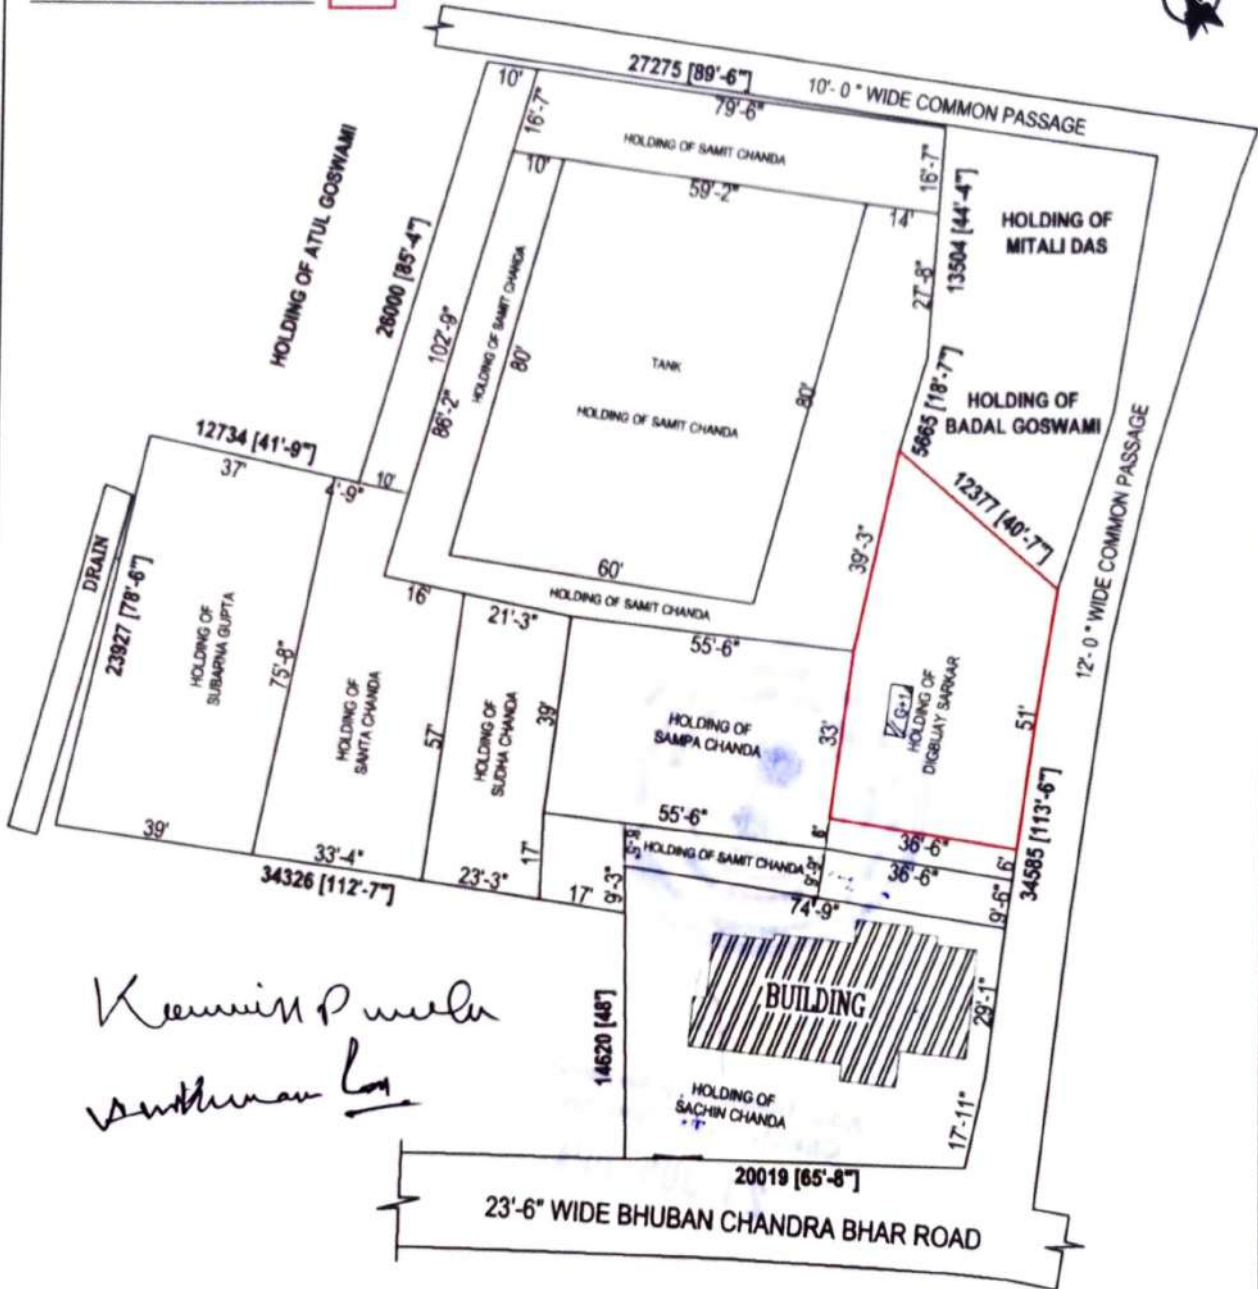 27275 [89'-6"]
10'- 0 " WIDE COMMON PASSAGE
10'
79'-6"
16'-7"
HOLDING OF SAMIT CHANDA
16'-7"
10'
59'-2"
14'
HOLDING OF ATUL GOSWAMI
26000 [85'-4"]
13504 [44'-4"]
HOLDING OF
MITALI DAS
27'-8"
102'-9"
86'-2"
HOLDING OF SAMIT CHANDA
80'
TANK
HOLDING OF SAMIT CHANDA
80'
5665 [18'-7"]
HOLDING OF
BADAL GOSWAMI
12377 [40'-7"]
12'- 0 " WIDE COMMON PASSAGE
12734 [41'-9"]
37'
4'-9"
10'
39'-3"
DRAIN
23927 [78'-6"]
60'
HOLDING OF SAMIT CHANDA
16'
21'-3"
55'-6"
HOLDING OF
SUBARNA GUPTA
75'-8"
HOLDING OF
SANTA CHANDA
57'
HOLDING OF
SUDHA CHANDA
39'
HOLDING OF
SAMPA CHANDA
33'
G+1
HOLDING OF
DIGBIJAY SARKAR
51'
34585 [113'-6"]
55'-6"
6'
36'-6"
6'
39'
33'-4"
34326 [112'-7"]
23'-3"
17'
17'
9'-3"
8'-5"
HOLDING OF SAMIT CHANDA
9'-6"
36'-6"
9'-6"
74'-9"
BUILDING
29'-1"
14620 [48']
HOLDING OF
SACHIN CHANDA
17'-11"
20019 [65'-8"]
23'-6" WIDE BHUBAN CHANDRA BHAR ROAD